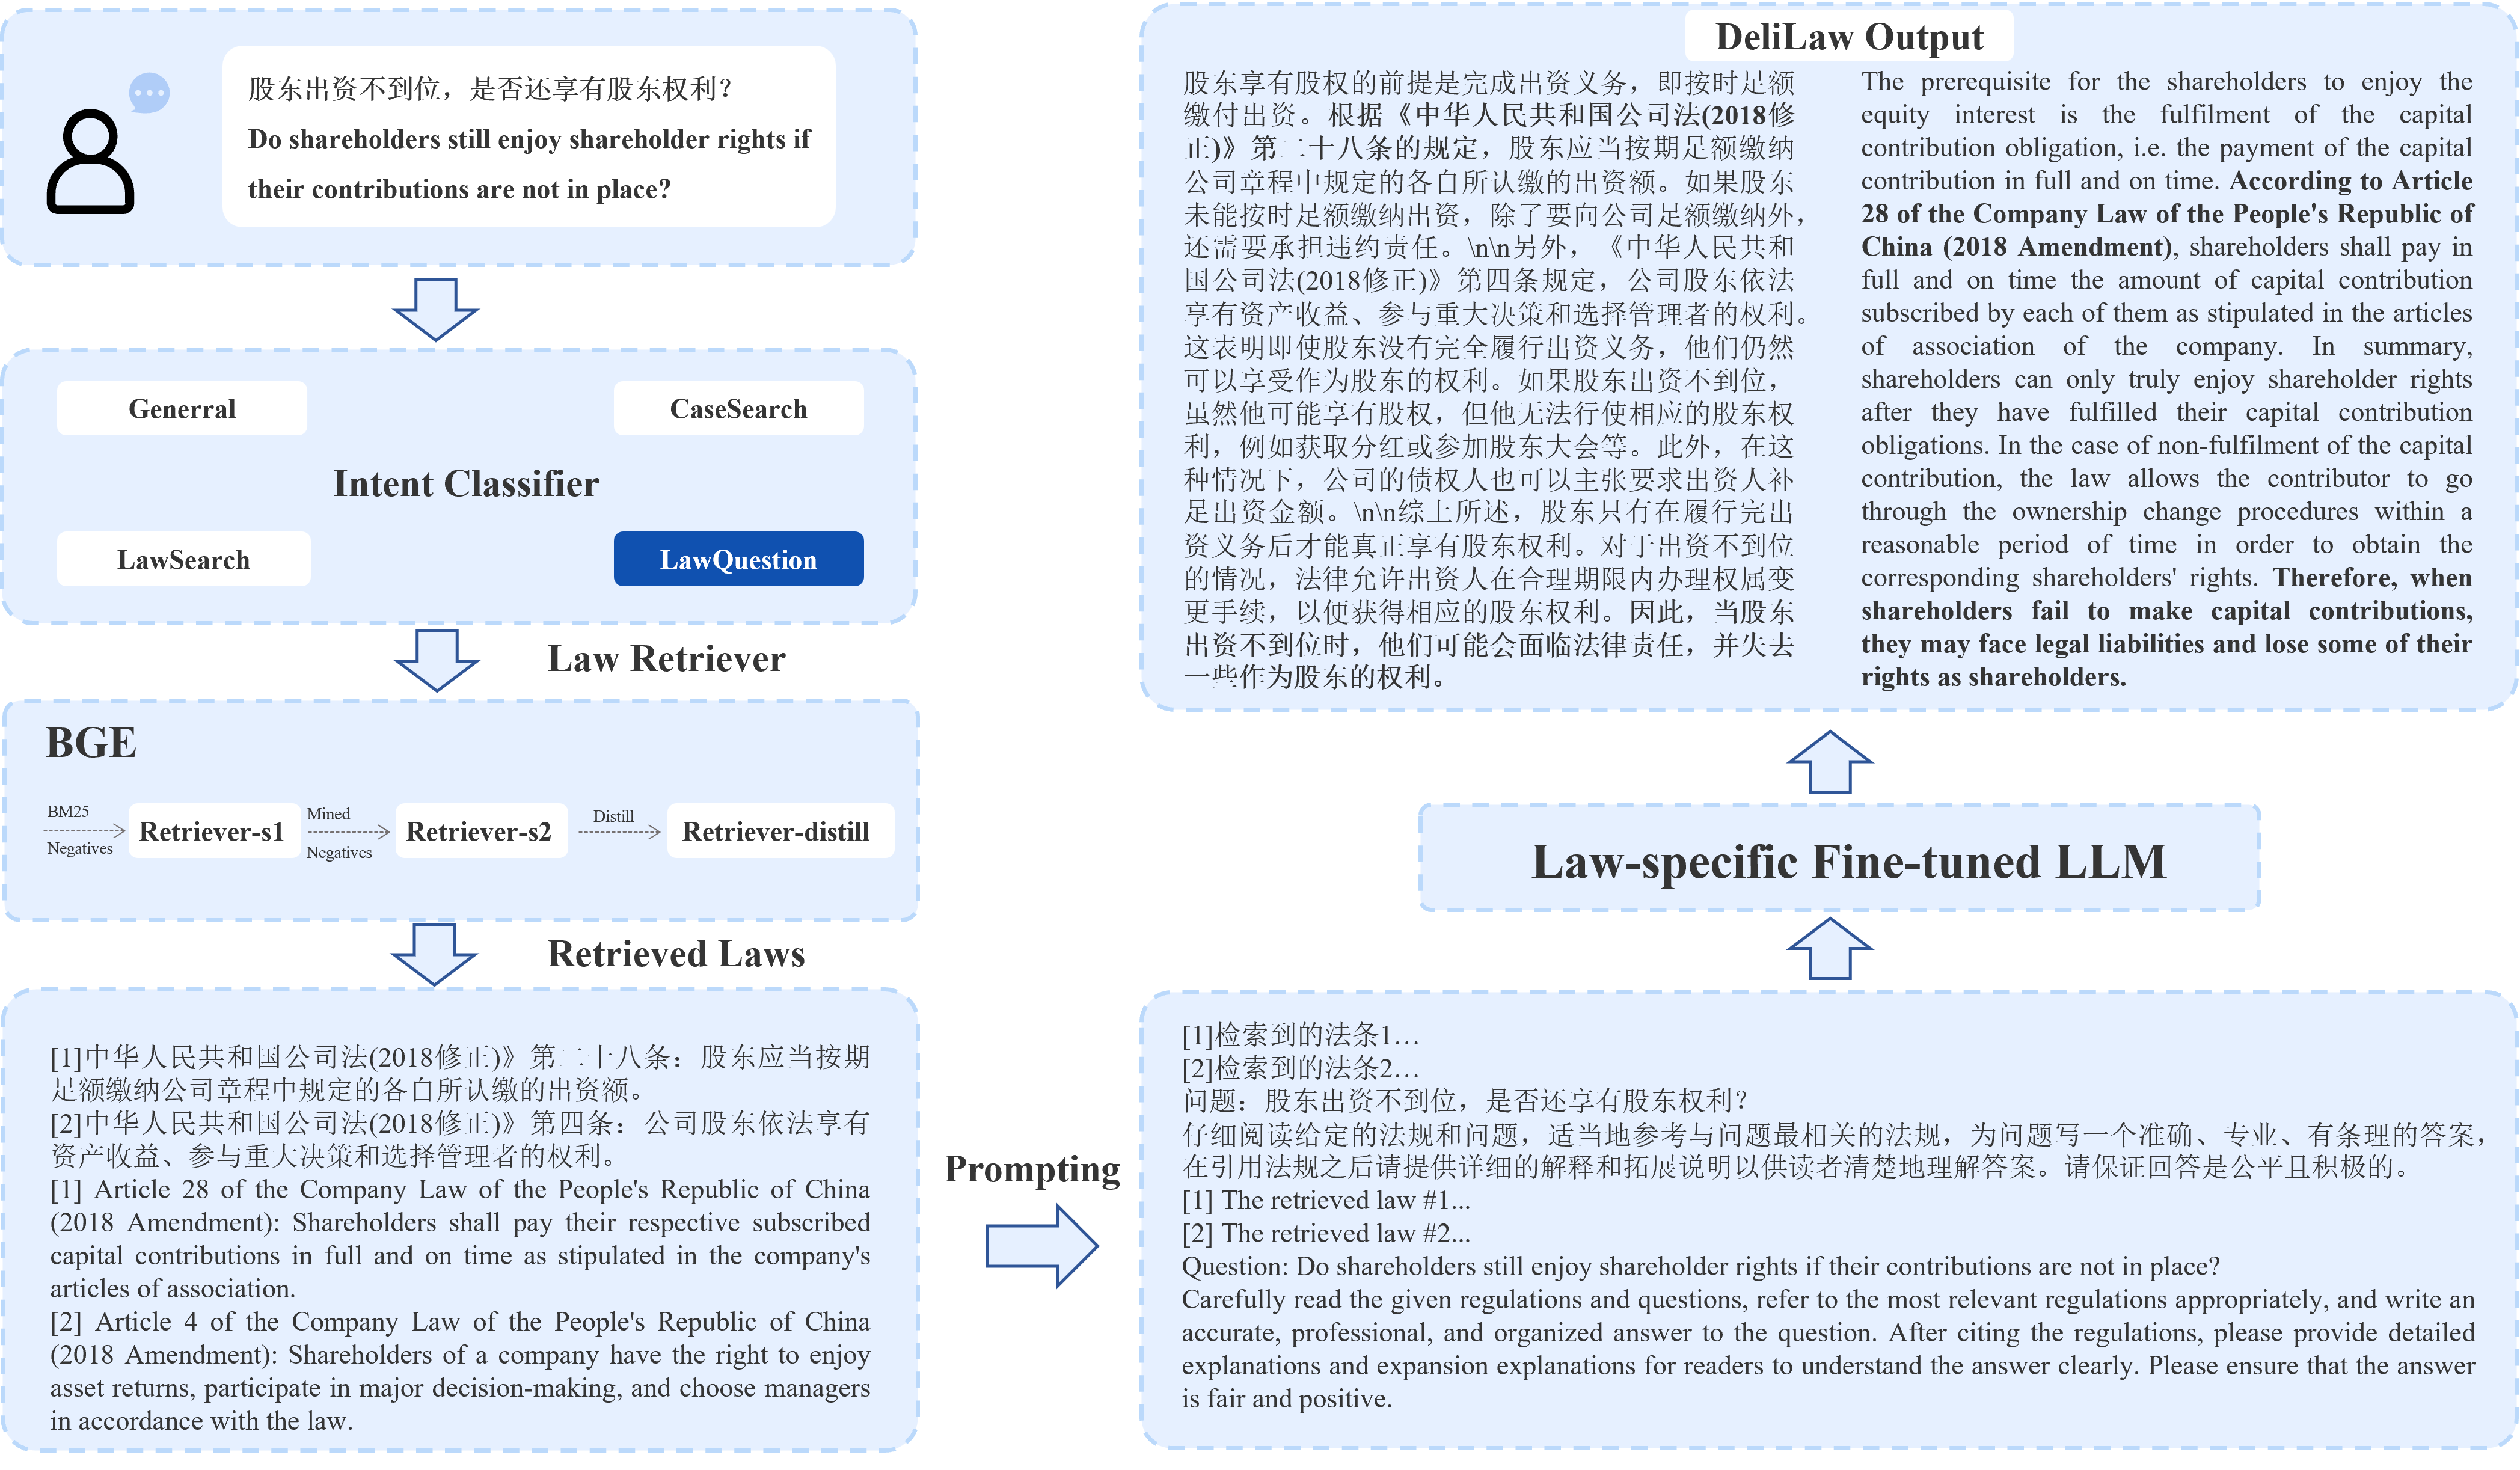 股东出资不到位，是否还享有股东权利？
Do shareholders still enjoy shareholder rights if
their contributions are not in place?
Generral
CaseSearch
Intent Classifier
LawSearch
LawQuestion
Law Retriever
BGE
BM25
Negatives
Retriever-s1
Mined
Negatives
Retriever-s2
Distill
Retriever-distill
Retrieved Laws
[1]中华人民共和国公司法(2018修正)》第二十八条：股东应当按期
足额缴纳公司章程中规定的各自所认缴的出资额。
[2]中华人民共和国公司法(2018修正)》第四条：公司股东依法享有
资产收益、参与重大决策和选择管理者的权利。
[1] Article 28 of the Company Law of the People's Republic of China
(2018 Amendment): Shareholders shall pay their respective subscribed
capital contributions in full and on time as stipulated in the company's
articles of association.
[2] Article 4 of the Company Law of the People's Republic of China
(2018 Amendment): Shareholders of a company have the right to enjoy
asset returns, participate in major decision-making, and choose managers
in accordance with the law.
Prompting
[1]检索到的法条1…
[2]检索到的法条2…
问题：股东出资不到位，是否还享有股东权利？
仔细阅读给定的法规和问题，适当地参考与问题最相关的法规，为问题写一个准确、专业、有条理的答案，
在引用法规之后请提供详细的解释和拓展说明以供读者清楚地理解答案。请保证回答是公平且积极的。
[1] The retrieved law #1...
[2] The retrieved law #2...
Question: Do shareholders still enjoy shareholder rights if their contributions are not in place?
Carefully read the given regulations and questions, refer to the most relevant regulations appropriately, and write an
accurate, professional, and organized answer to the question. After citing the regulations, please provide detailed
explanations and expansion explanations for readers to understand the answer clearly. Please ensure that the answer
is fair and positive.
Law-specific Fine-tuned LLM
DeliLaw Output
股东享有股权的前提是完成出资义务，即按时足额
缴付出资。根据《中华人民共和国公司法(2018修
正)》第二十八条的规定，股东应当按期足额缴纳
公司章程中规定的各自所认缴的出资额。如果股东
未能按时足额缴纳出资，除了要向公司足额缴纳外，
还需要承担违约责任。\n\n另外，《中华人民共和
国公司法(2018修正)》第四条规定，公司股东依法
享有资产收益、参与重大决策和选择管理者的权利。
这表明即使股东没有完全履行出资义务，他们仍然
可以享受作为股东的权利。如果股东出资不到位，
虽然他可能享有股权，但他无法行使相应的股东权
利，例如获取分红或参加股东大会等。此外，在这
种情况下，公司的债权人也可以主张要求出资人补
足出资金额。\n\n综上所述，股东只有在履行完出
资义务后才能真正享有股东权利。对于出资不到位
的情况，法律允许出资人在合理期限内办理权属变
更手续，以便获得相应的股东权利。因此，当股东
出资不到位时，他们可能会面临法律责任，并失去
一些作为股东的权利。
The prerequisite for the shareholders to enjoy the
equity interest is the fulfilment of the capital
contribution obligation, i.e. the payment of the capital
contribution in full and on time. According to Article
28 of the Company Law of the People's Republic of
China (2018 Amendment), shareholders shall pay in
full and on time the amount of capital contribution
subscribed by each of them as stipulated in the articles
of association of the company. In summary,
shareholders can only truly enjoy shareholder rights
after they have fulfilled their capital contribution
obligations. In the case of non-fulfilment of the capital
contribution, the law allows the contributor to go
through the ownership change procedures within a
reasonable period of time in order to obtain the
corresponding shareholders' rights. Therefore, when
shareholders fail to make capital contributions,
they may face legal liabilities and lose some of their
rights as shareholders.